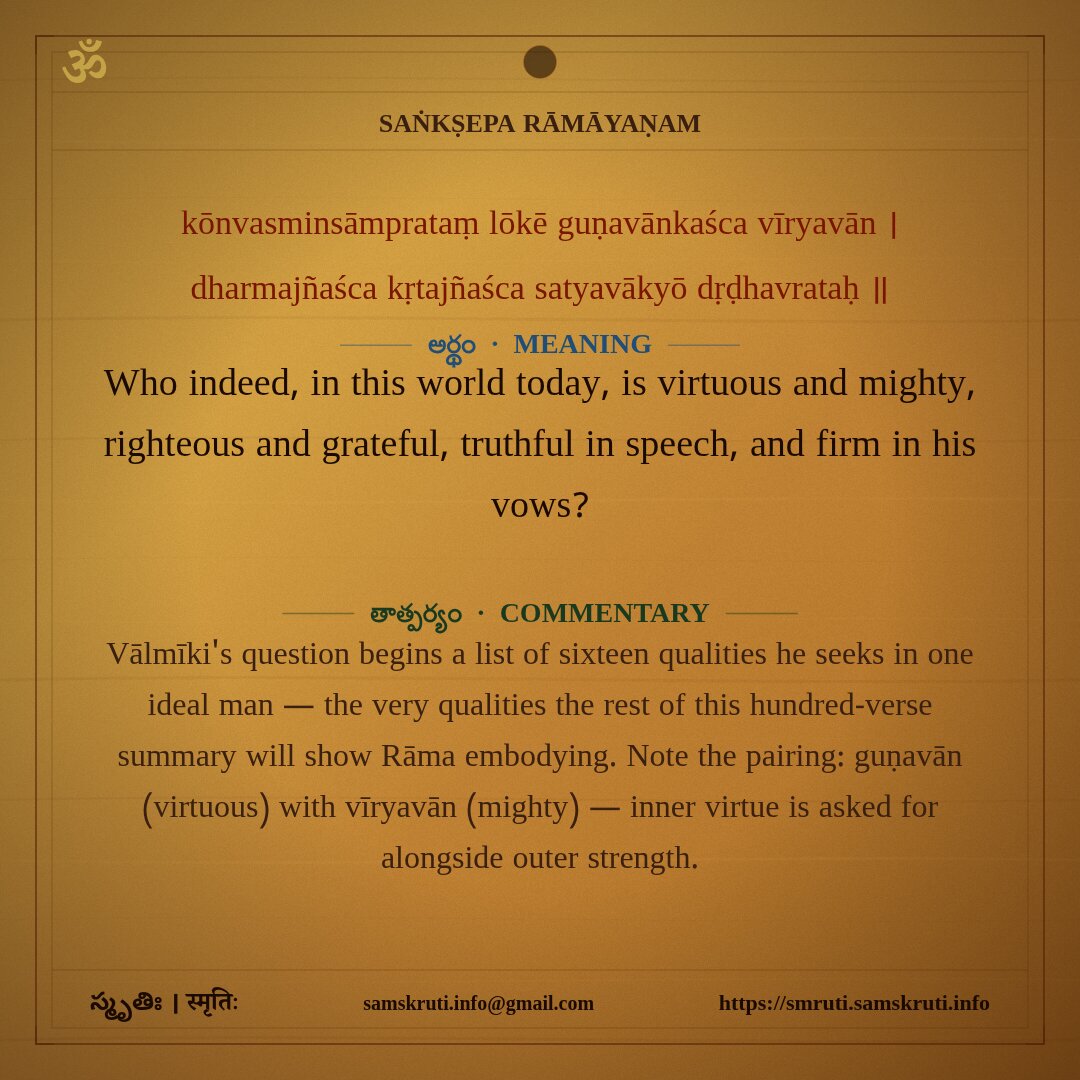 ॐ
SAṄKṢEPA RĀMĀYAṆAM
kōnvasminsāmprataṃ lōkē guṇavānkaśca vīryavān |
dharmajñaśca kṛtajñaśca satyavākyō dṛḍhavrataḥ ||
అర్థం · MEANING
Who indeed, in this world today, is virtuous and mighty,
righteous and grateful, truthful in speech, and firm in his
vows?
తాత్పర్యం · COMMENTARY
Vālmīki's question begins a list of sixteen qualities he seeks in one
ideal man — the very qualities the rest of this hundred-verse
summary will show Rāma embodying. Note the pairing: guṇavān
(virtuous) with vīryavān (mighty) — inner virtue is asked for
alongside outer strength.
స్మృతిః | स्मृतिः samskruti.info@gmail.com https://smruti.samskruti.info